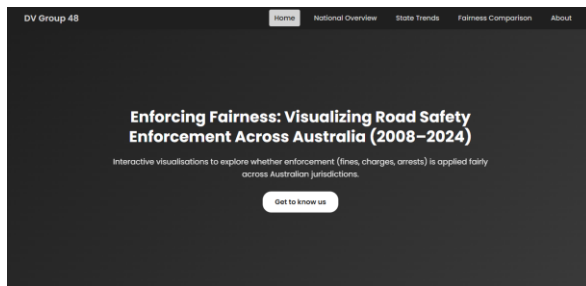 DV Group 48
Home
National Overview
State Trends
Fairness Comparison
About
Enforcing Fairness: Visualizing Road Safety
Enforcement Across Australia (2008–2024)
Interactive visualisations to explore whether enforcement (fines, charges, arrests) is applied fairly
across Australian jurisdictions.
Get to know us